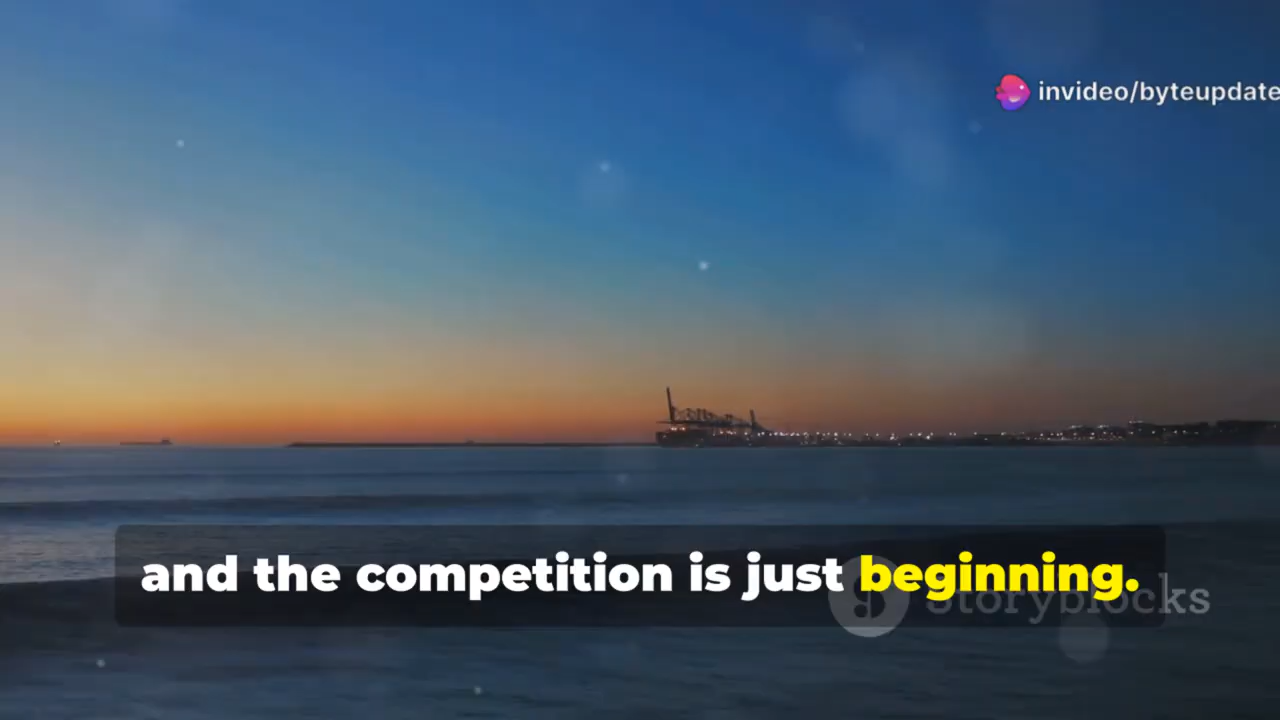 invideo/byteupdate
and the competition is just beginning.
Storyblocks